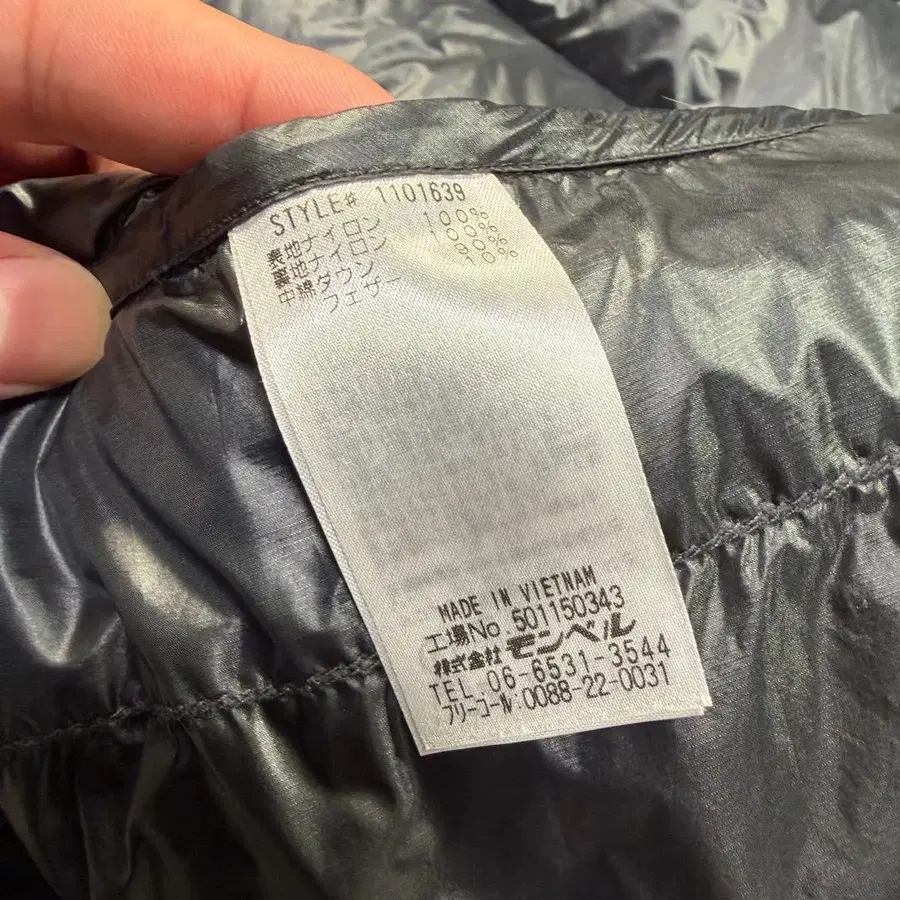 STYLE# 1101639
表地ナイロン 100%
裏地ナイロン 100%
中綿ダウン 90%
フェザー 10%
MADE IN VIETNAM
工場No.501150343
株式会社 モンベル
TEL 06-6531-3544
フリーコール:0088-22-0031